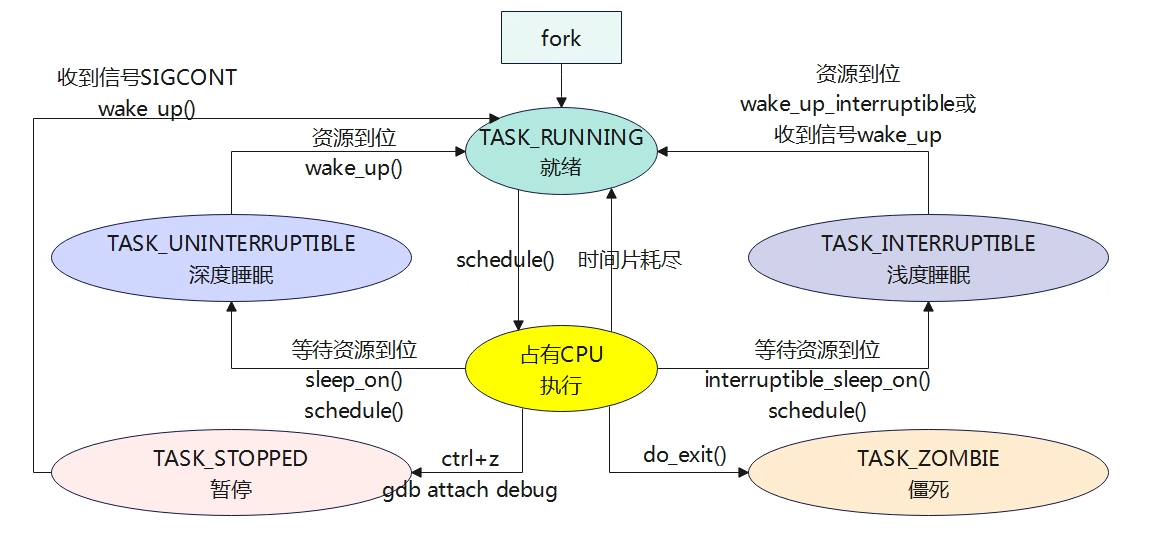 fork
收到信号SIGCONT
wake_up()
资源到位
wake_up_interruptible或
收到信号wake_up
资源到位
wake_up()
TASK_RUNNING
就绪
TASK_UNINTERRUPTIBLE
深度睡眠
schedule()
时间片耗尽
TASK_INTERRUPTIBLE
浅度睡眠
等待资源到位
sleep_on()
schedule()
占有CPU
执行
等待资源到位
interruptible_sleep_on()
schedule()
TASK_STOPPED
暂停
ctrl+z
gdb attach debug
do_exit()
TASK_ZOMBIE
僵死